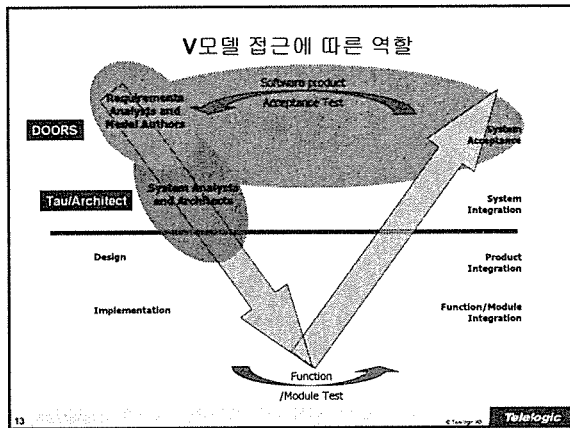 V모델 접근에 따른 역할
Software product
Acceptance Test
Requirements
Analysts and
Model Authors
DOORS
System
Acceptance
Tau/Architect
System Analysts
and Architects
System
Integration
Design
Product
Integration
Implementation
Function/Module
Integration
Function
/Module Test
13
© Telelogic AB
Telelogic